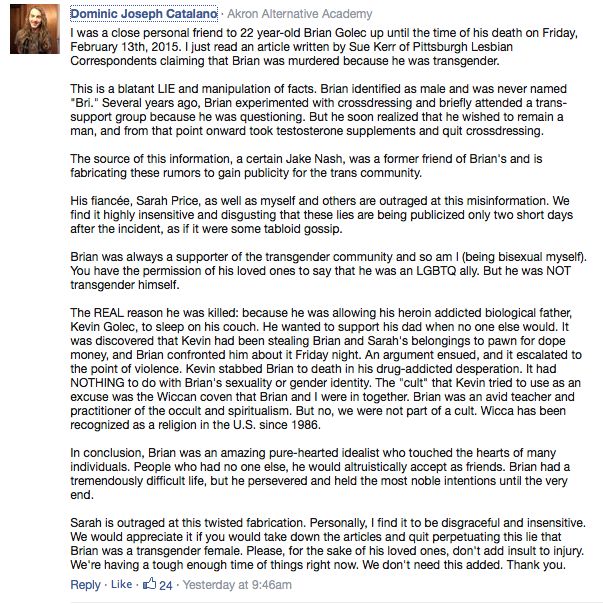 Dominic Joseph Catalano · Akron Alternative Academy
I was a close personal friend to 22 year-old Brian Golec up until the time of his death on Friday,
February 13th, 2015. I just read an article written by Sue Kerr of Pittsburgh Lesbian
Correspondents claiming that Brian was murdered because he was transgender.
This is a blatant LIE and manipulation of facts. Brian identified as male and was never named
"Bri." Several years ago, Brian experimented with crossdressing and briefly attended a trans-
support group because he was questioning. But he soon realized that he wished to remain a
man, and from that point onward took testosterone supplements and quit crossdressing.
The source of this information, a certain Jake Nash, was a former friend of Brian's and is
fabricating these rumors to gain publicity for the trans community.
His fiancée, Sarah Price, as well as myself and others are outraged at this misinformation. We
find it highly insensitive and disgusting that these lies are being publicized only two short days
after the incident, as if it were some tabloid gossip.
Brian was always a supporter of the transgender community and so am I (being bisexual myself).
You have the permission of his loved ones to say that he was an LGBTQ ally. But he was NOT
transgender himself.
The REAL reason he was killed: because he was allowing his heroin addicted biological father,
Kevin Golec, to sleep on his couch. He wanted to support his dad when no one else would. It
was discovered that Kevin had been stealing Brian and Sarah's belongings to pawn for dope
money, and Brian confronted him about it Friday night. An argument ensued, and it escalated to
the point of violence. Kevin stabbed Brian to death in his drug-addicted desperation. It had
NOTHING to do with Brian's sexuality or gender identity. The "cult" that Kevin tried to use as an
excuse was the Wiccan coven that Brian and I were in together. Brian was an avid teacher and
practitioner of the occult and spiritualism. But no, we were not part of a cult. Wicca has been
recognized as a religion in the U.S. since 1986.
In conclusion, Brian was an amazing pure-hearted idealist who touched the hearts of many
individuals. People who had no one else, he would altruistically accept as friends. Brian had a
tremendously difficult life, but he persevered and held the most noble intentions until the very
end.
Sarah is outraged at this twisted fabrication. Personally, I find it to be disgraceful and insensitive.
We would appreciate it if you would take down the articles and quit perpetuating this lie that
Brian was a transgender female. Please, for the sake of his loved ones, don't add insult to injury.
We're having a tough enough time of things right now. We don't need this added. Thank you.
Reply · Like · 24 · Yesterday at 9:46am